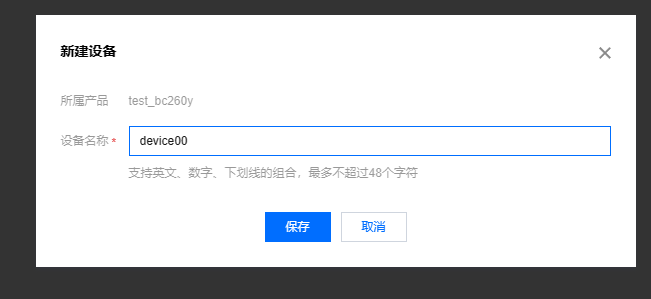 新建设备
所属产品 test_bc260y
设备名称 * device00
支持英文、数字、下划线的组合，最多不超过48个字符
保存 取消